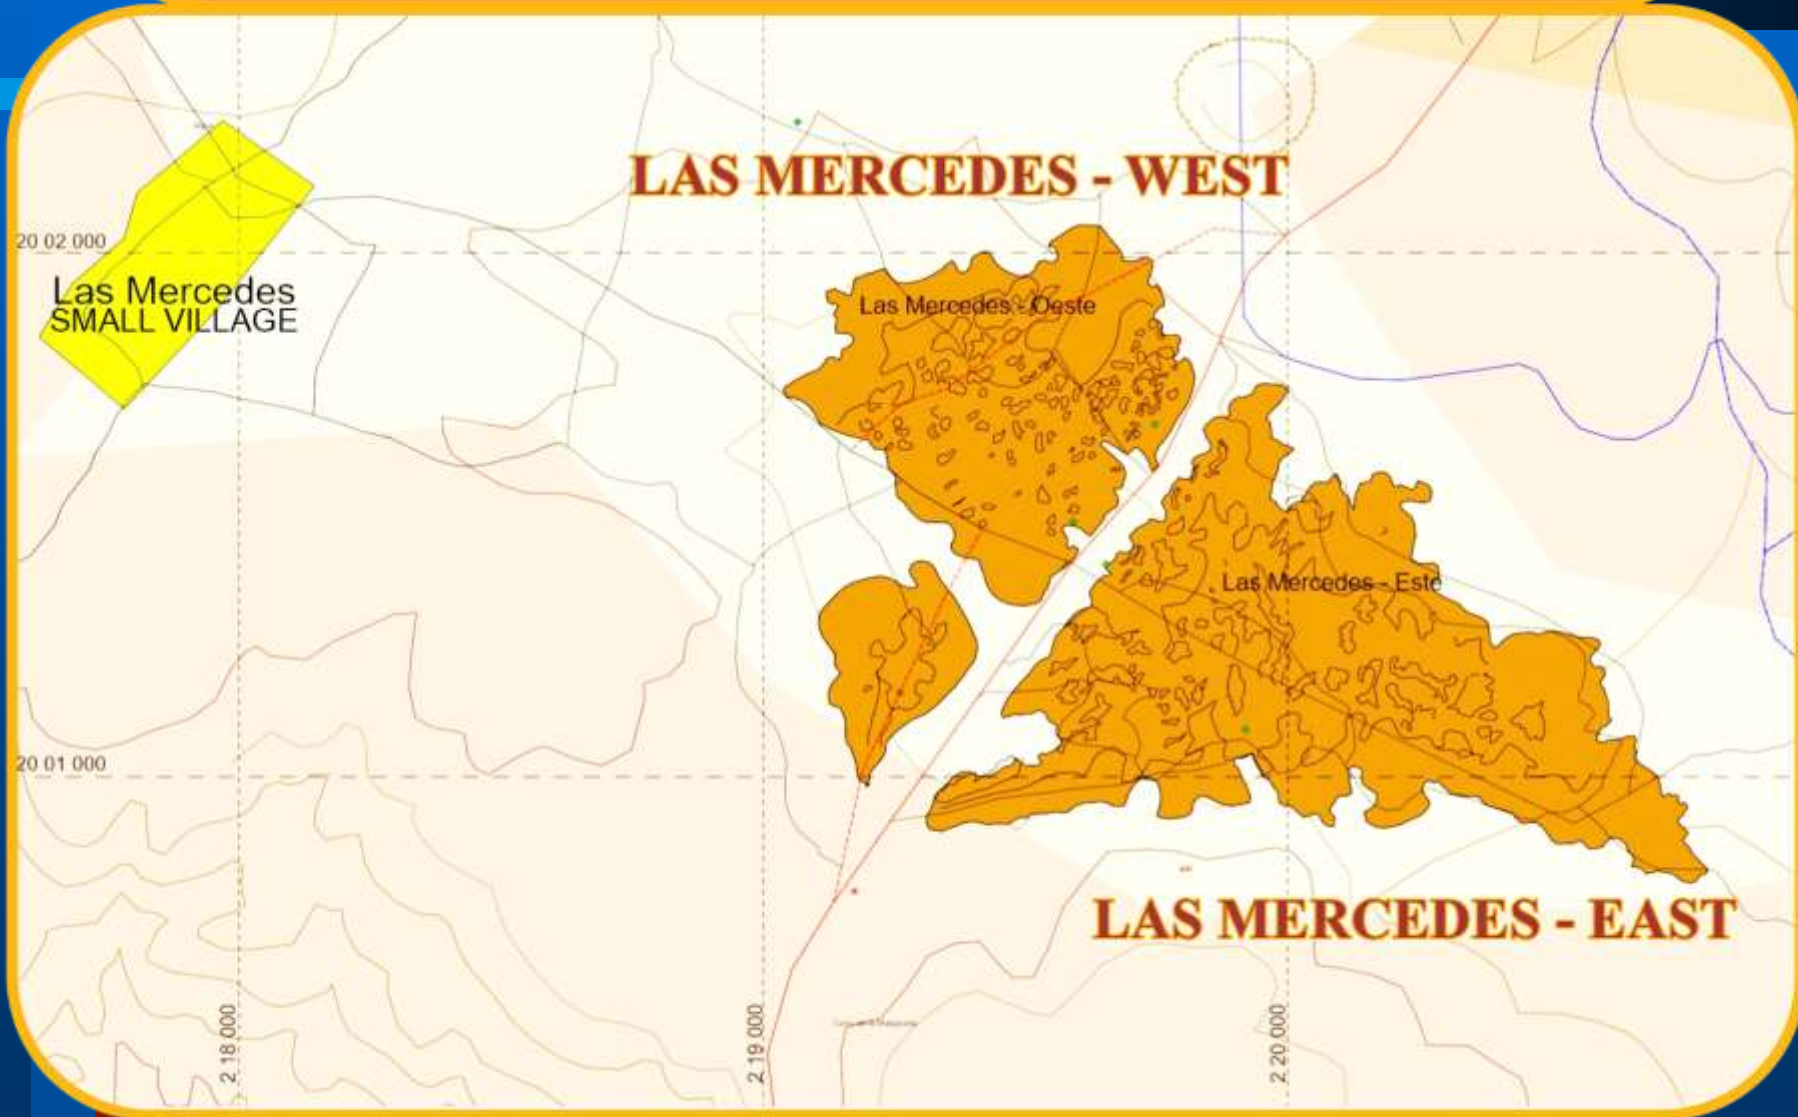 LAS MERCEDES - WEST
20 02 000
Las Mercedes
SMALL VILLAGE
Las Mercedes - Oeste
Las Mercedes - Este
20 01 000
LAS MERCEDES - EAST
2 18 000
2 19 000
2 20 000